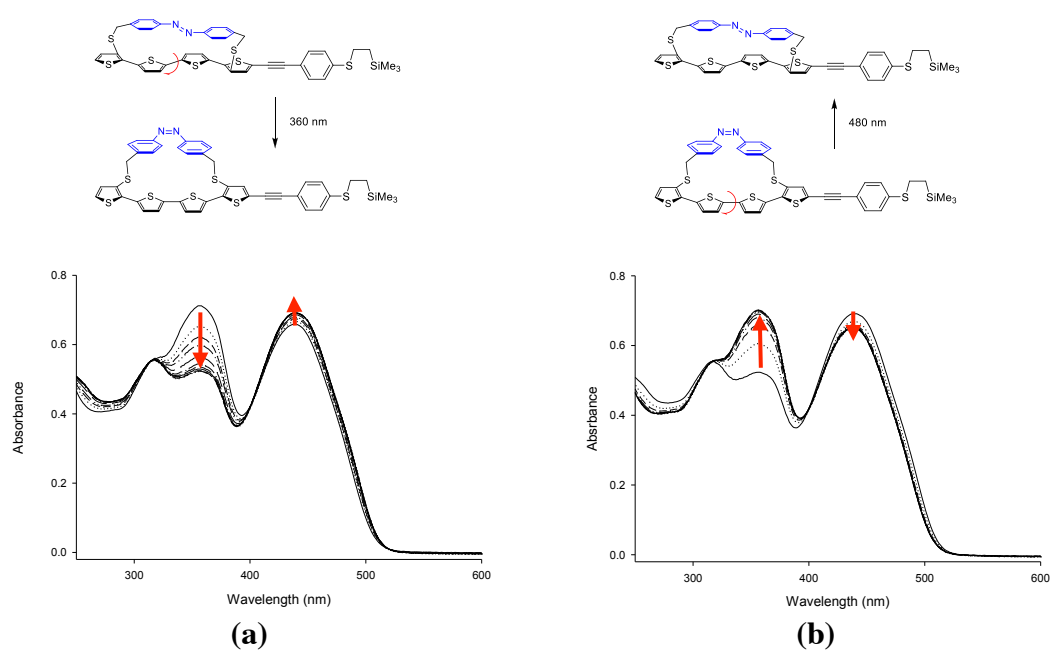 N=N
S
S
S
S
S
S
S
SiMe3
360 nm
N=N
S
S
S
S
S
S
S
SiMe3
0.8
0.6
0.4
0.2
0.0
Absorbance
300
400
500
600
Wavelength (nm)
(a)
N=N
S
S
S
S
S
S
S
SiMe3
480 nm
N=N
S
S
S
S
S
S
S
SiMe3
0.8
0.6
0.4
0.2
0.0
Absrbance
300
400
500
600
Wavelength (nm)
(b)